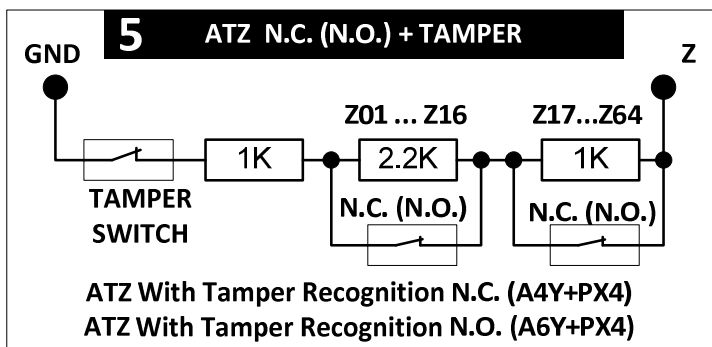 5 ATZ N.C. (N.O.) + TAMPER
GND Z
Z01 ... Z16 Z17...Z64
1K 2.2K 1K
TAMPER
SWITCH
N.C. (N.O.) N.C. (N.O.)
ATZ With Tamper Recognition N.C. (A4Y+PX4)
ATZ With Tamper Recognition N.O. (A6Y+PX4)